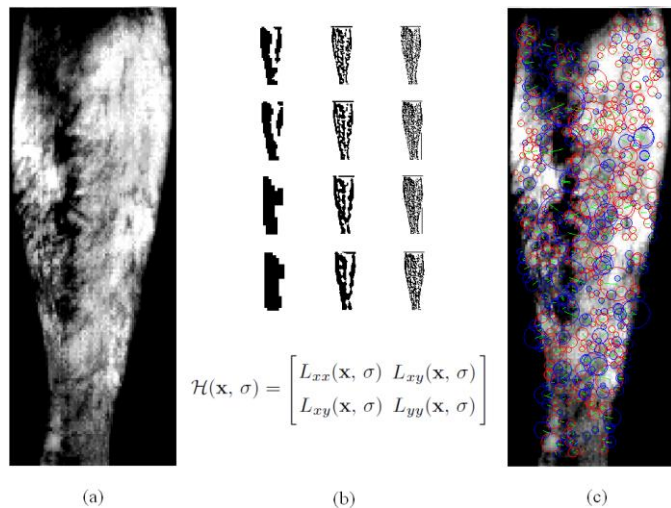 H(x, σ) = [ Lxx(x, σ) Lxy(x, σ)
Lxy(x, σ) Lyy(x, σ) ]
(a) (b) (c)